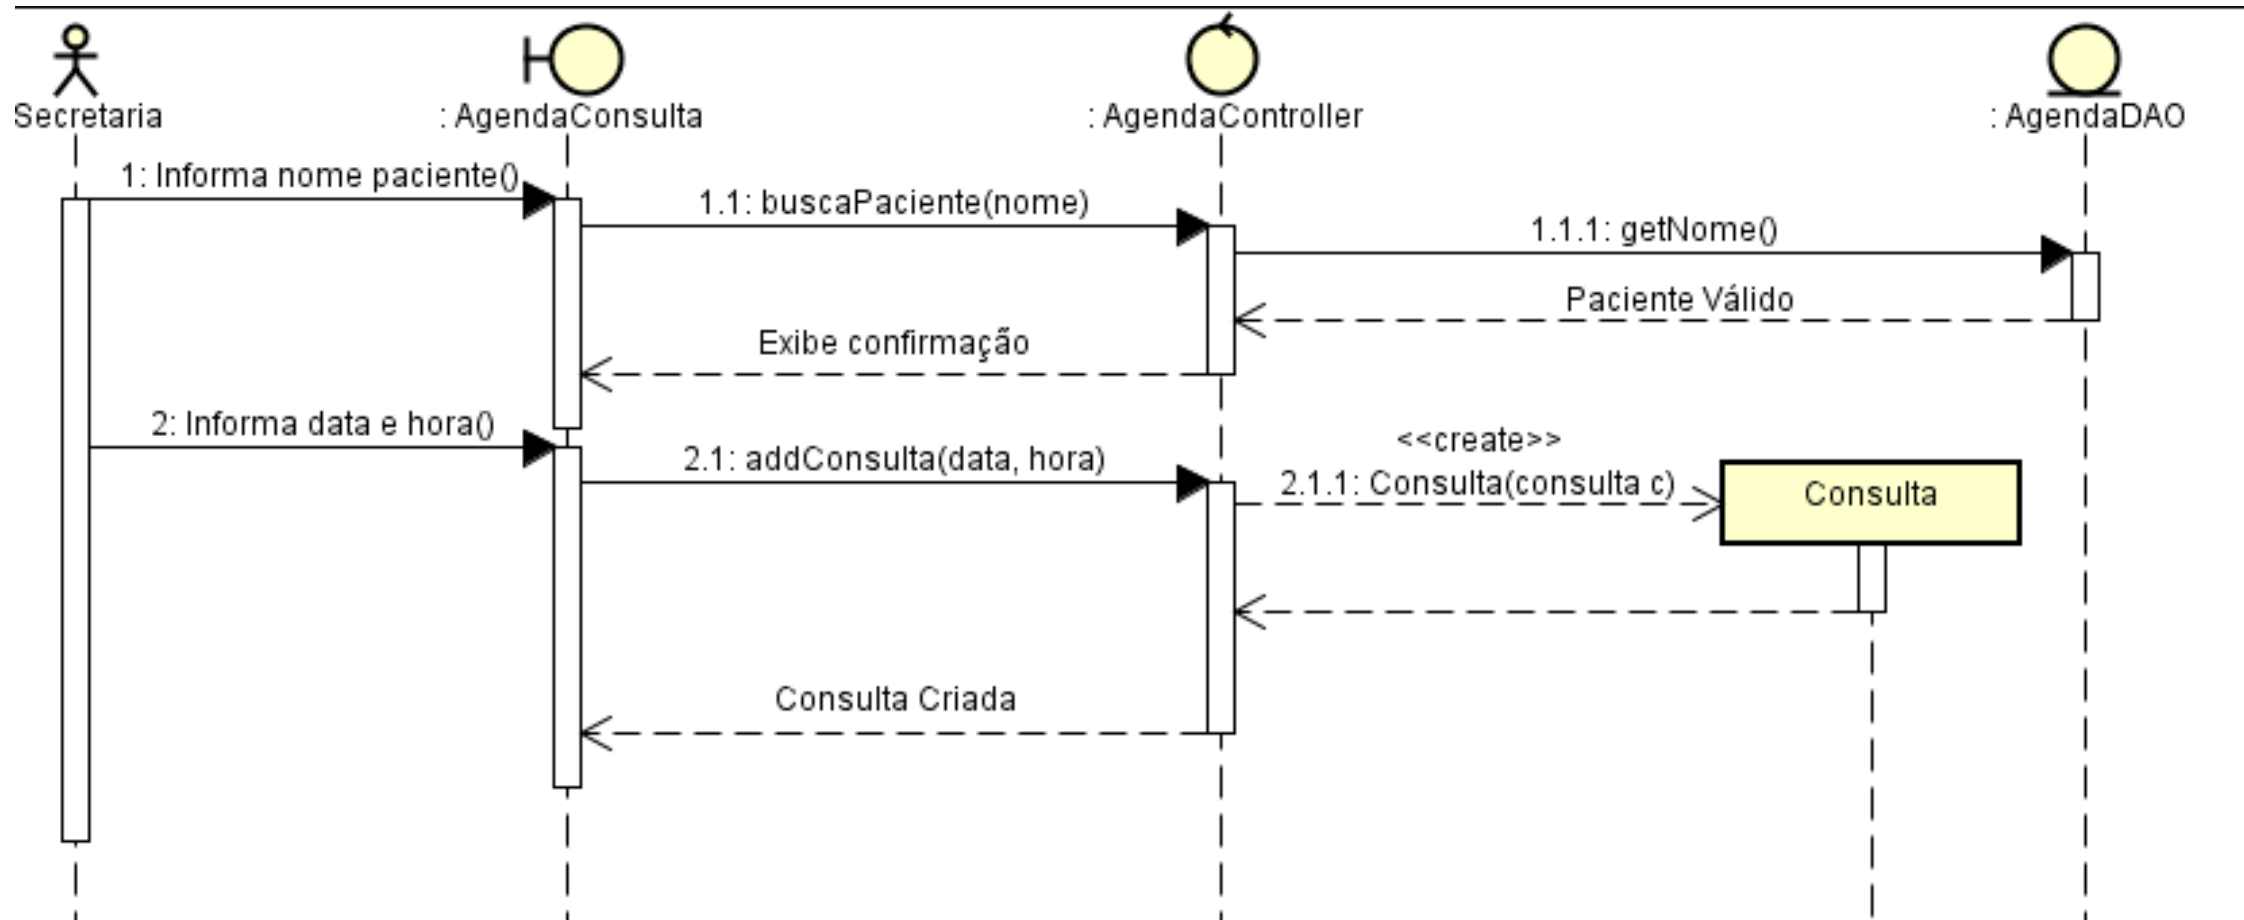 Secretaria
: AgendaConsulta
: AgendaController
: AgendaDAO
1: Informa nome paciente()
1.1: buscaPaciente(nome)
1.1.1: getNome()
Paciente Válido
Exibe confirmação
2: Informa data e hora()
2.1: addConsulta(data, hora)
<<create>>
2.1.1: Consulta(consulta c)
Consulta
Consulta Criada